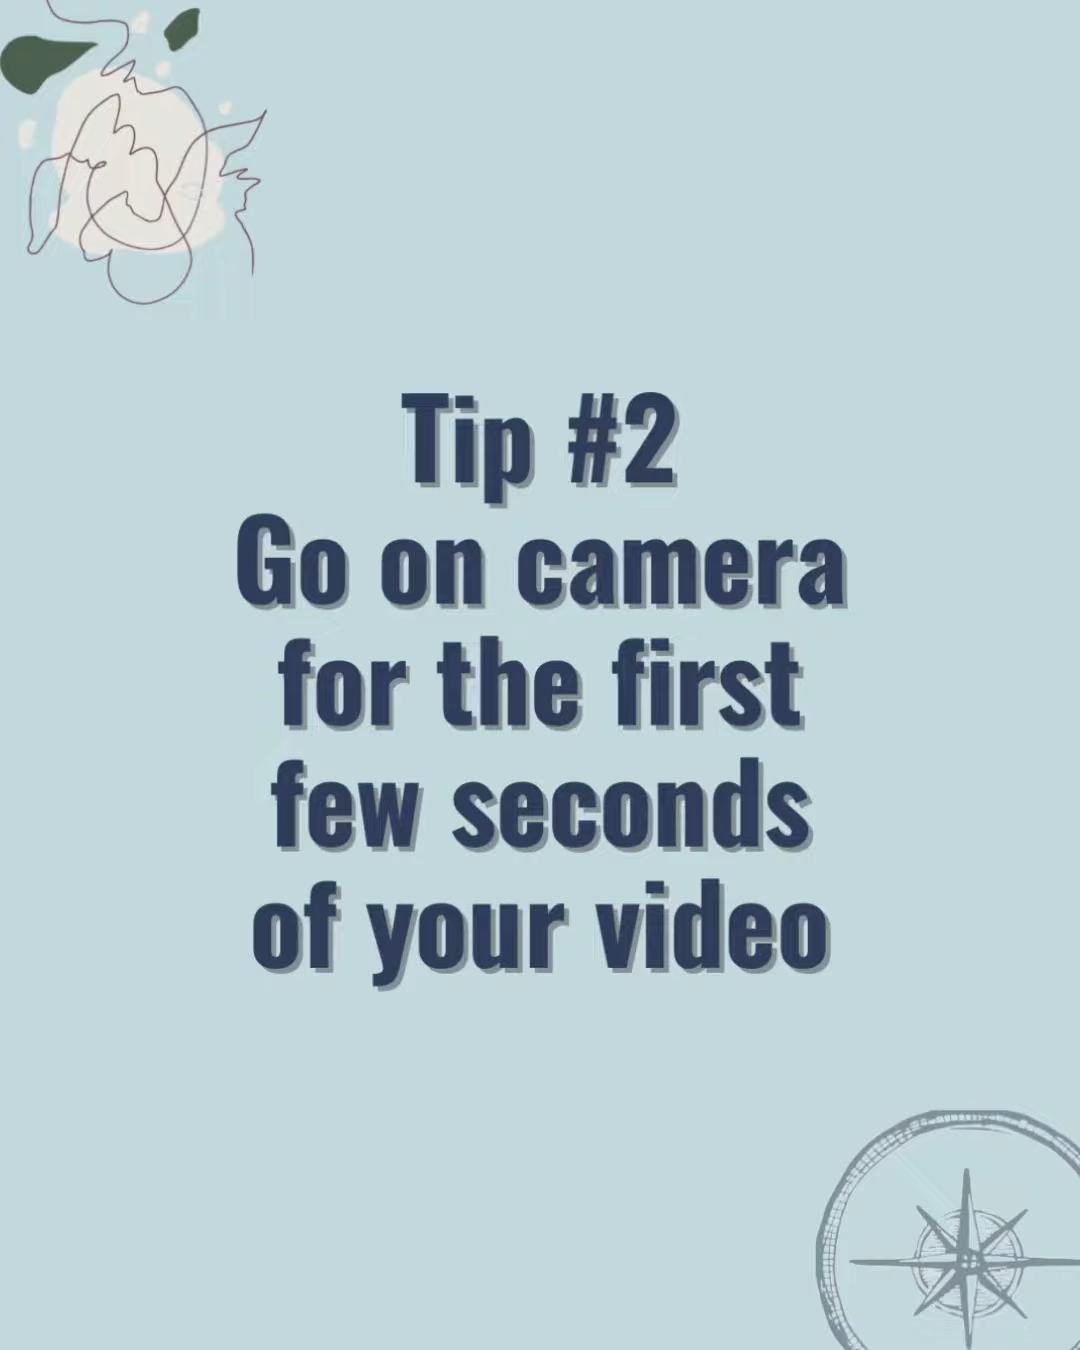 Tip #2
Go on camera
for the first
few seconds
of your video